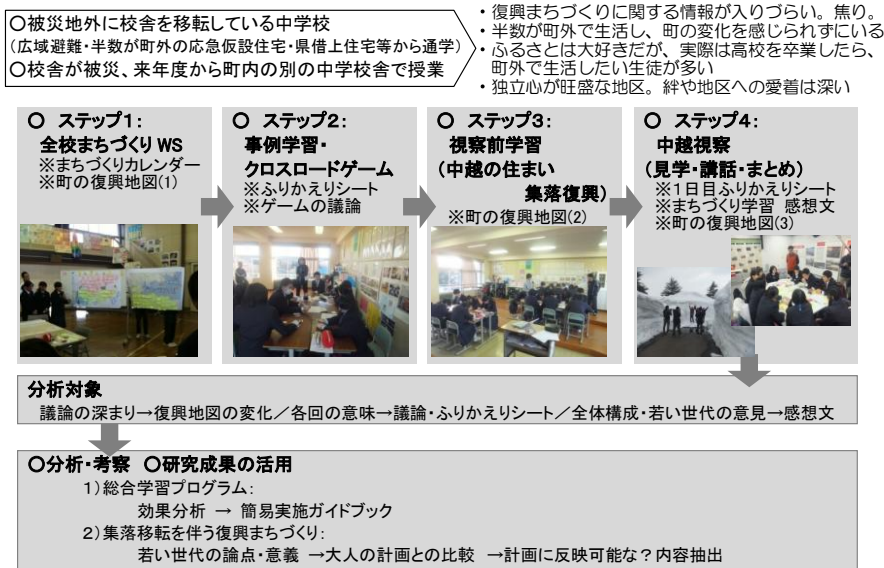 〇被災地外に校舎を移転している中学校
(広域避難・半数が町外の応急仮設住宅・県借上住宅等から通学)
〇校舎が被災、来年度から町内の別の中学校舎で授業
・復興まちづくりに関する情報が入りづらい。焦り。
・半数が町外で生活し、町の変化を感じられずにいる
・ふるさとは大好きだが、実際は高校を卒業したら、
町外で生活したい生徒が多い
・独立心が旺盛な地区。絆や地区への愛着は深い
〇 ステップ1:
全校まちづくり WS
※まちづくりカレンダー
※町の復興地図(1)
〇 ステップ2:
事例学習・
クロスロードゲーム
※ふりかえりシート
※ゲームの議論
〇 ステップ3:
視察前学習
(中越の住まい
集落復興)
※町の復興地図(2)
〇 ステップ4:
中越視察
(見学・講話・まとめ)
※1日目ふりかえりシート
※まちづくり学習 感想文
※町の復興地図(3)
分析対象
議論の深まり→復興地図の変化/各回の意味→議論・ふりかえりシート/全体構成・若い世代の意見→感想文
〇分析・考察 〇研究成果の活用
1)総合学習プログラム:
効果分析 → 簡易実施ガイドブック
2)集落移転を伴う復興まちづくり:
若い世代の論点・意義 →大人の計画との比較 →計画に反映可能な?内容抽出